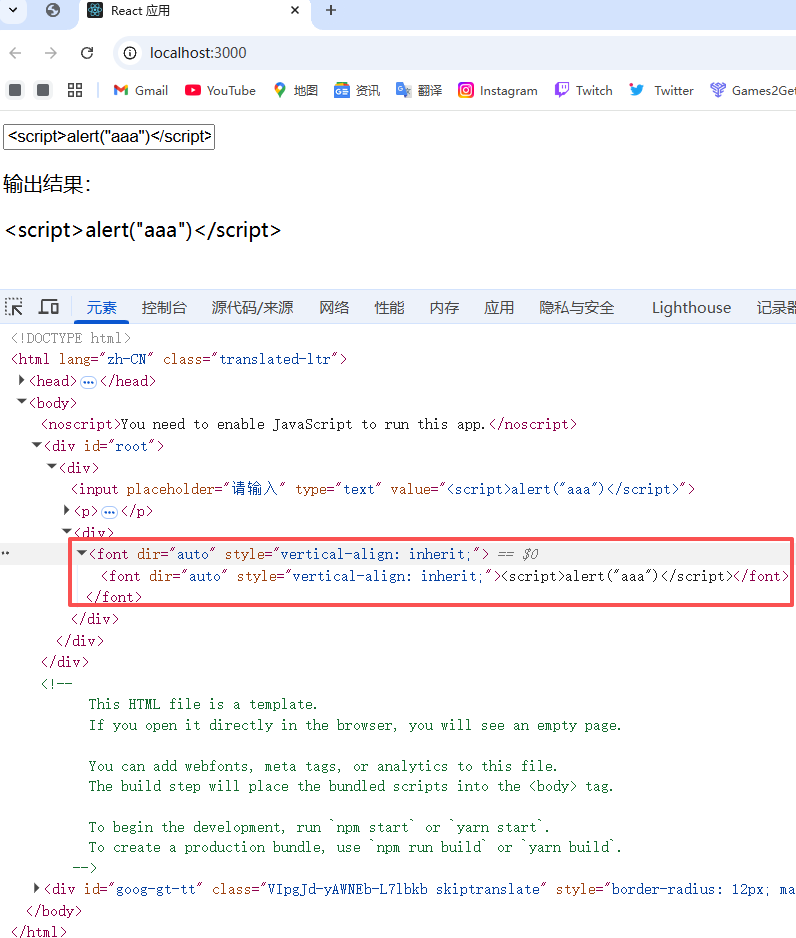 React 应用
localhost:3000
Gmail YouTube 地图 资讯 翻译 Instagram Twitch Twitter Games2Get
<script>alert("aaa")</script>
输出结果:
<script>alert("aaa")</script>
元素 控制台 源代码/来源 网络 性能 内存 应用 隐私与安全 Lighthouse 记录器
<!DOCTYPE html>
<html lang="zh-CN" class="translated-ltr">
<head> … </head>
<body>
<noscript>You need to enable JavaScript to run this app.</noscript>
<div id="root">
<div>
<input placeholder="请输入" type="text" value="<script>alert("aaa")</script>">
<p> … </p>
<div>
<font dir="auto" style="vertical-align: inherit;"> == $0
<font dir="auto" style="vertical-align: inherit;"><script>alert("aaa")</script></font>
</font>
</div>
</div>
</div>
<!--
This HTML file is a template.
If you open it directly in the browser, you will see an empty page.
You can add webfonts, meta tags, or analytics to this file.
The build step will place the bundled scripts into the <body> tag.
To begin the development, run `npm start` or `yarn start`.
To create a production bundle, use `npm run build` or `yarn build`.
-->
<div id="goog-gt-tt" class="VIpgJd-yAWNEb-L7lbkb skiptranslate" style="border-radius: 12px; ma
</body>
</html>